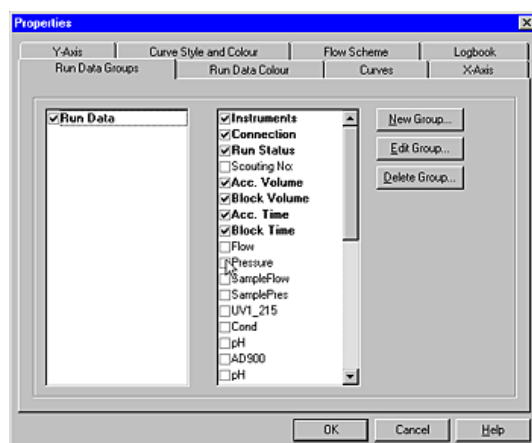 Properties
Y-Axis Curve Style and Colour Flow Scheme Logbook
Run Data Groups Run Data Colour Curves X-Axis
Run Data
Instruments
Connection
Run Status
Scouting No:
Acc. Volume
Block Volume
Acc. Time
Block Time
Flow
Pressure
SampleFlow
SamplePres
UV1_215
Cond
pH
AD900
pH
New Group...
Edit Group...
Delete Group...
OK Cancel Help